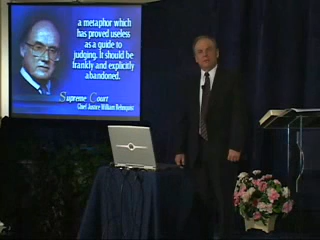 a metaphor which
has proved useless
as a guide to
judging. It should be
frankly and explicitly
abandoned.
Supreme Court
Chief Justice William Rehnquist